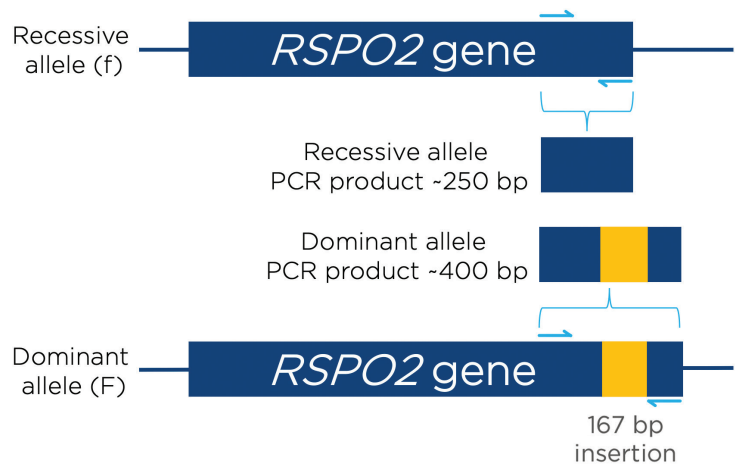 Recessive
allele (f)
RSPO2 gene
Recessive allele
PCR product ~250 bp
Dominant allele
PCR product ~400 bp
Dominant
allele (F)
RSPO2 gene
167 bp
insertion